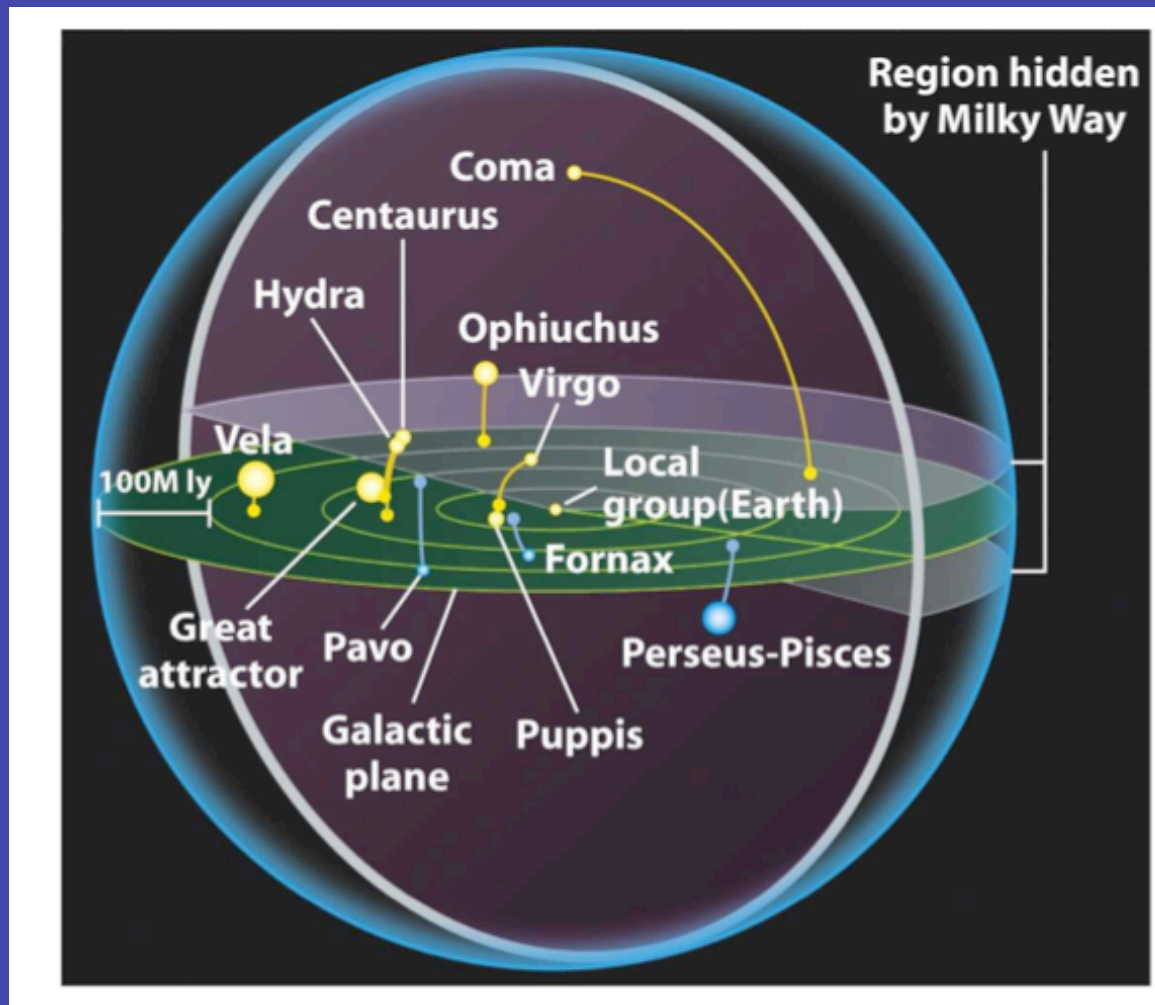 Region hidden
by Milky Way
Coma
Centaurus
Hydra
Ophiuchus
Virgo
Vela
100M ly
Local
group(Earth)
Fornax
Great
attractor
Pavo
Perseus-Pisces
Galactic
plane
Puppis